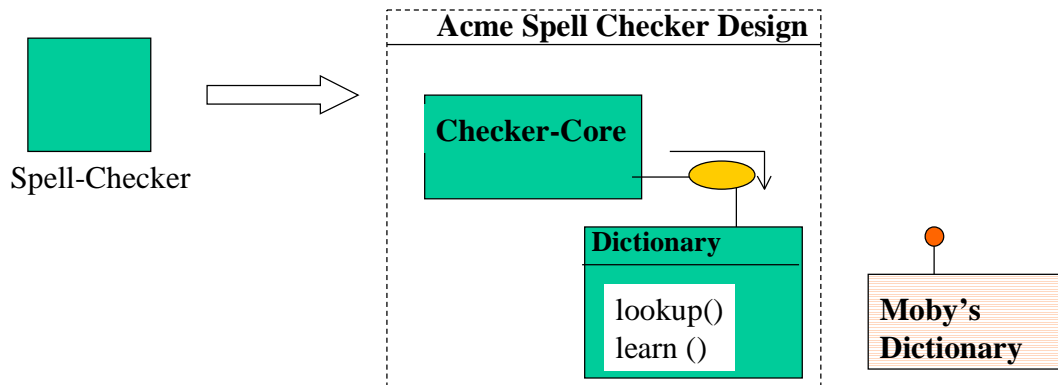 Acme Spell Checker Design
Spell-Checker
Checker-Core
Dictionary
lookup()
learn ()
Moby's
Dictionary